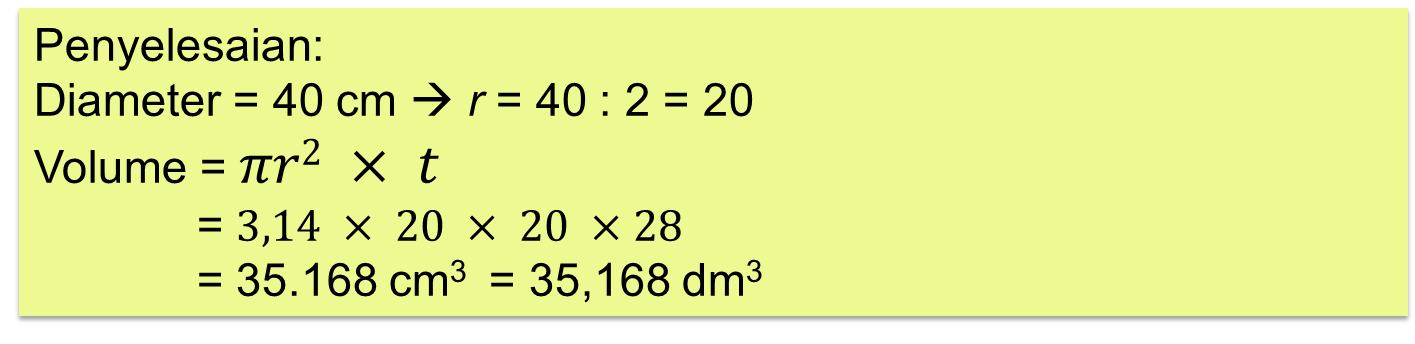 Penyelesaian:
Diameter = 40 cm → r = 40 : 2 = 20
Volume = 𝜋𝑟² × 𝑡
= 3,14 × 20 × 20 × 28
= 35.168 cm³ = 35,168 dm³